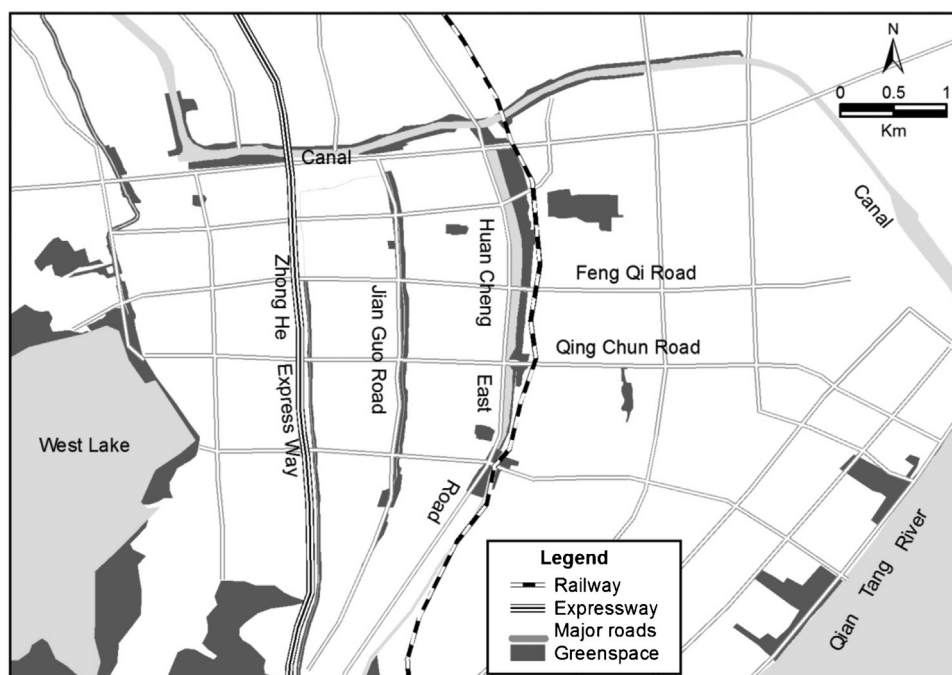 N
0 0.5 1
Km
Canal
Canal
Huan Cheng
East
Road
Zhong He
Express Way
Jian Guo Road
Feng Qi Road
Qing Chun Road
West Lake
Qian Tang River
Legend
Railway
Expressway
Major roads
Greenspace